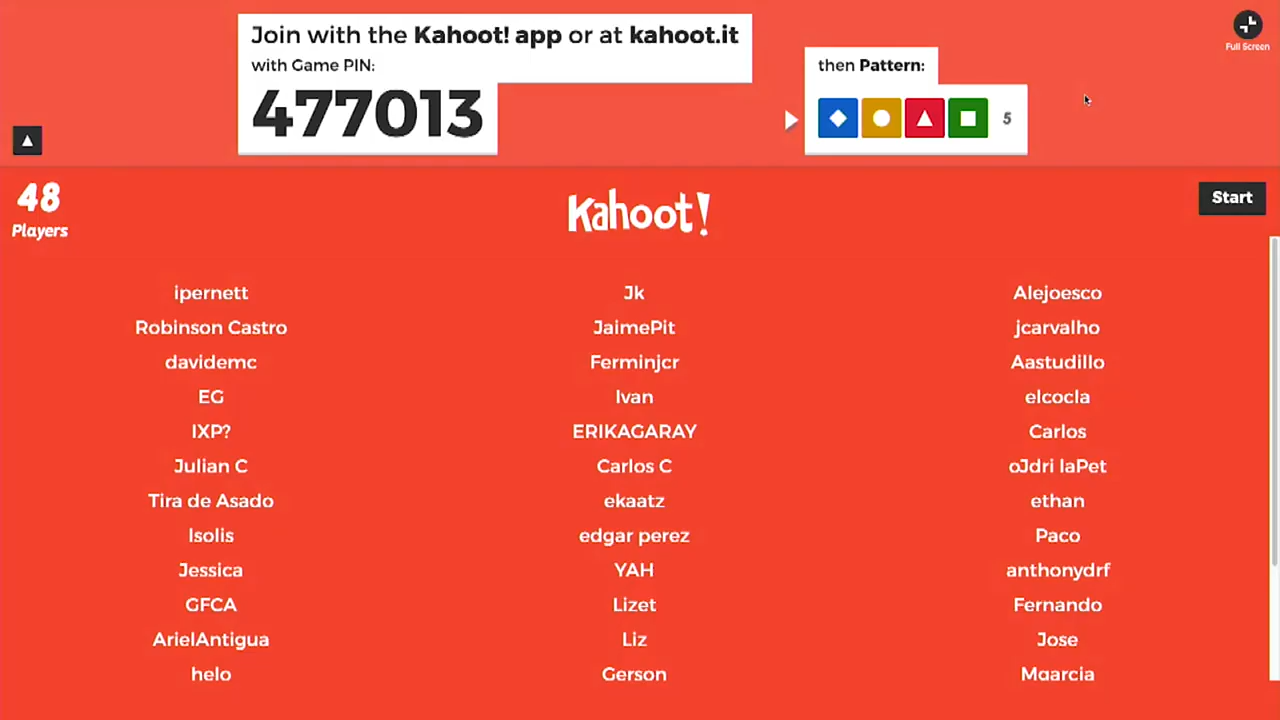 Join with the Kahoot! app or at kahoot.it
with Game PIN:
477013
then Pattern:
5
Full Screen
48
Players
Kahoot!
Start
ipernett Jk Alejoesco
Robinson Castro JaimePit jcarvalho
davidemc Ferminjcr Aastudillo
EG Ivan elcocla
IXP? ERIKAGARAY Carlos
Julian C Carlos C oJdri laPet
Tira de Asado ekaatz ethan
lsolis edgar perez Paco
Jessica YAH anthonydrf
GFCA Lizet Fernando
ArielAntigua Liz Jose
helo Gerson Mgarcia